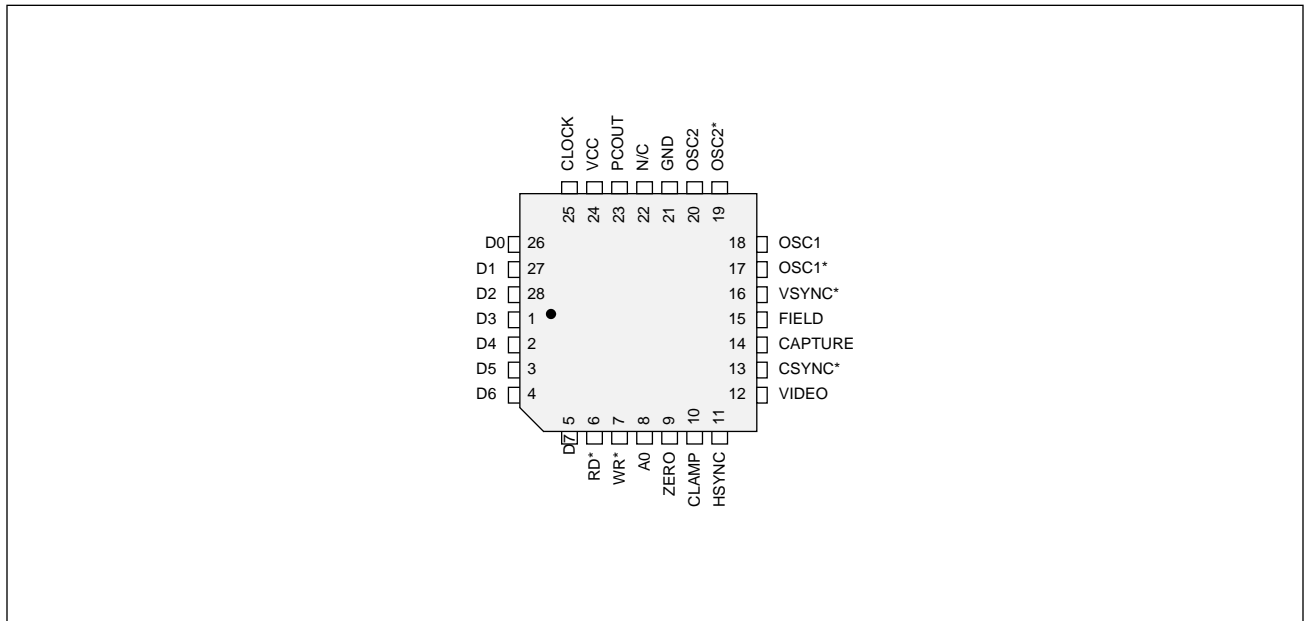 CLOCK
VCC
PCOUT
N/C
GND
OSC2
OSC2*
25
24
23
22
21
20
19
D0 26
D1 27
D2 28
D3 1
D4 2
D5 3
D6 4
18 OSC1
17 OSC1*
16 VSYNC*
15 FIELD
14 CAPTURE
13 CSYNC*
12 VIDEO
5
6
7
8
9
10
11
D7
RD*
WR*
A0
ZERO
CLAMP
HSYNC